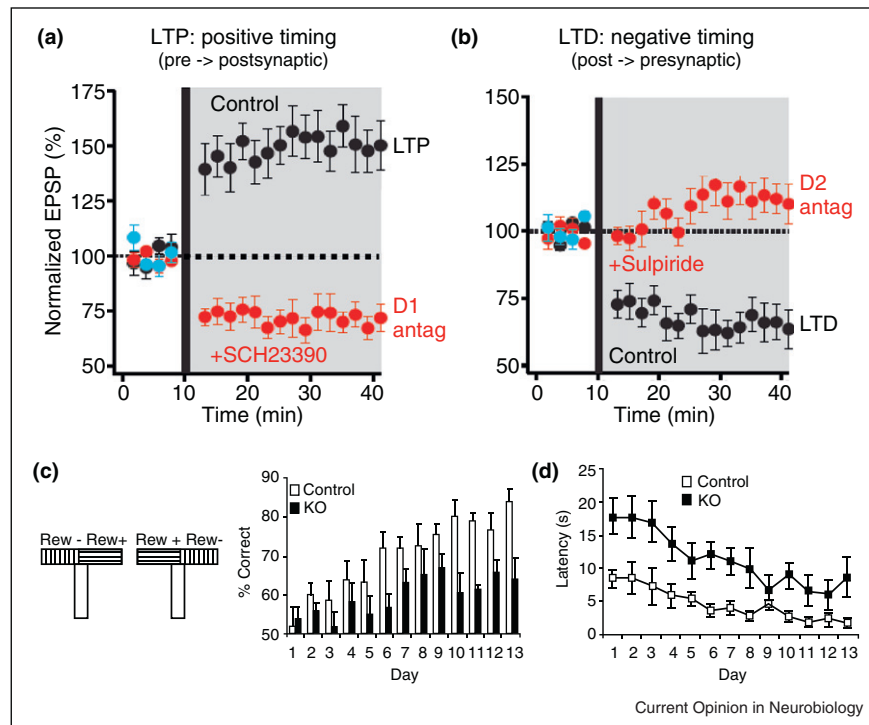 (a)
LTP: positive timing
(pre -> postsynaptic)
Normalized EPSP (%)
175
150
125
100
75
50
Control
LTP
D1
antag
+SCH23390
0 10 20 30 40
Time (min)
(b)
LTD: negative timing
(post -> presynaptic)
150
125
100
75
50
D2
antag
+Sulpiride
LTD
Control
0 10 20 30 40
Time (min)
(c)
Rew - Rew+ Rew + Rew-
Control
KO
% Correct
90
80
70
60
50
1 2 3 4 5 6 7 8 9 10 11 12 13
Day
(d)
Control
KO
Latency (s)
25
20
15
10
5
0
1 2 3 4 5 6 7 8 9 10 11 12 13
Day
Current Opinion in Neurobiology